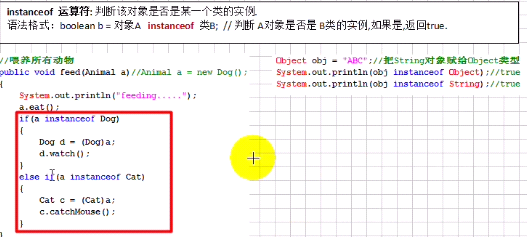 instanceof 运算符: 判断该对象是否是某一个类的实例.
语法格式: boolean b = 对象A instanceof 类B; // 判断 A对象是否是 B类的实例,如果是,返回true.
//喂养所有动物
public void feed(Animal a)//Animal a = new Dog();
{
System.out.println("feeding.....");
a.eat();
if(a instanceof Dog)
{
Dog d = (Dog)a;
d.watch();
}
else if(a instanceof Cat)
{
Cat c = (Cat)a;
c.catchMouse();
}
Object obj = "ABC";//把String对象赋给Object类型
System.out.println(obj instanceof Object);//true
System.out.println(obj instanceof String);//true